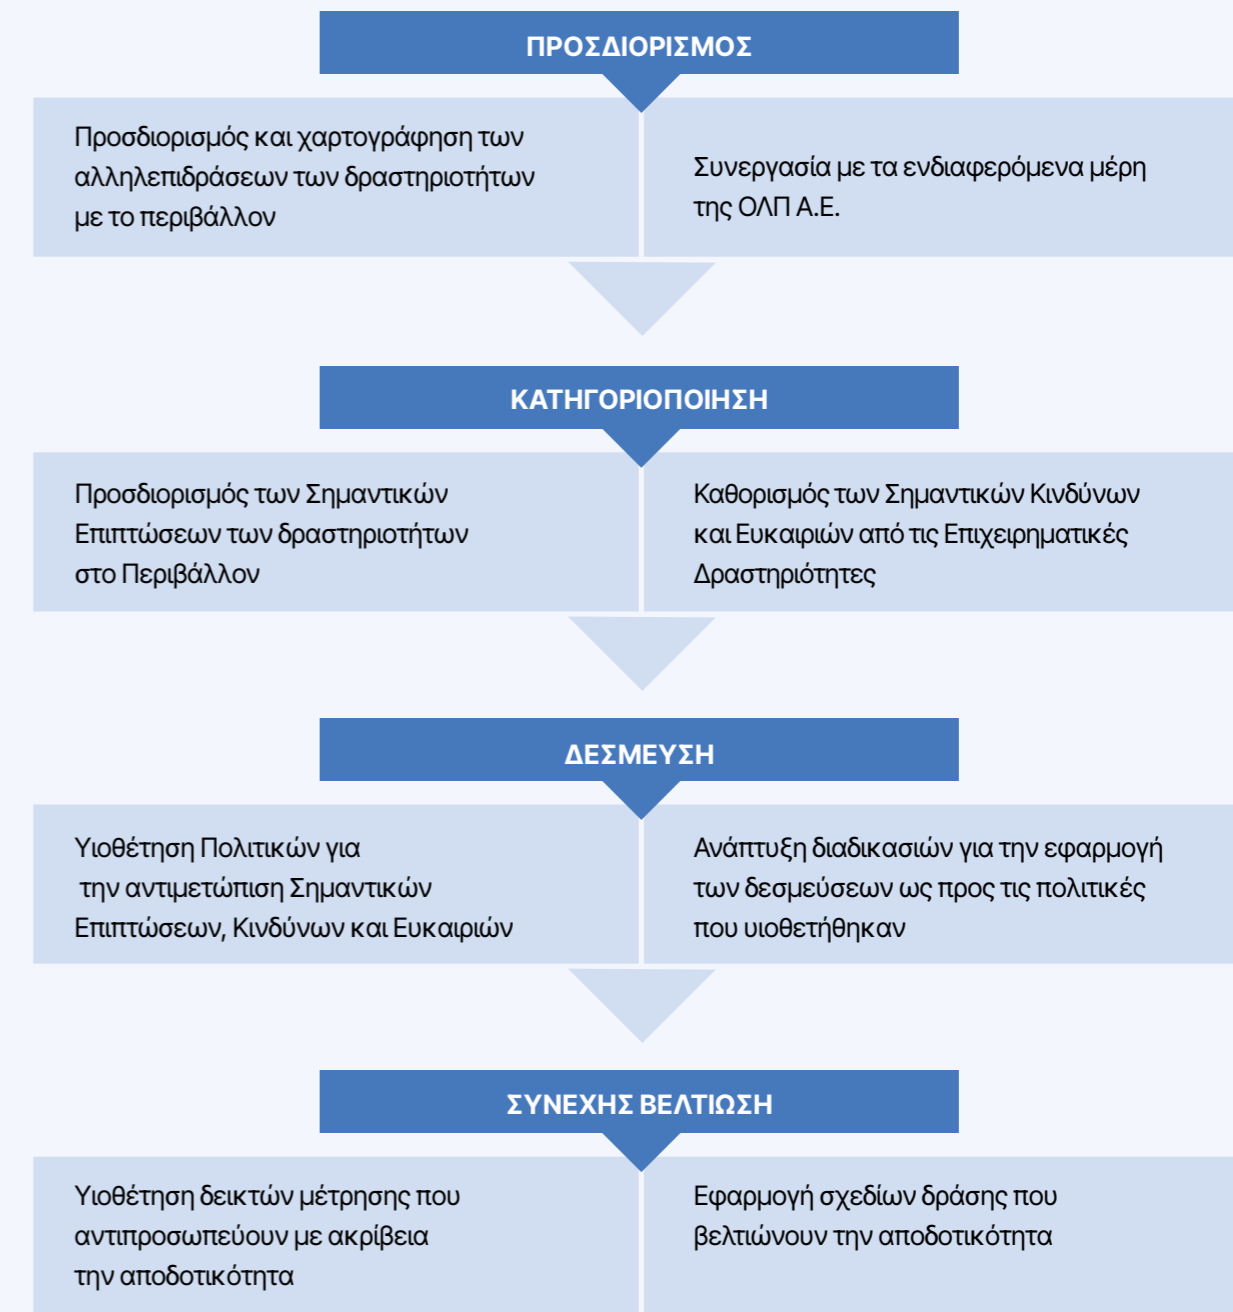 ΠΡΟΣΔΙΟΡΙΣΜΟΣ
Προσδιορισμός και χαρτογράφηση των
αλληλεπιδράσεων των δραστηριοτήτων
με το περιβάλλον
Συνεργασία με τα ενδιαφερόμενα μέρη
της ΟΛΠ Α.Ε.
ΚΑΤΗΓΟΡΙΟΠΟΙΗΣΗ
Προσδιορισμός των Σημαντικών
Επιπτώσεων των δραστηριοτήτων
στο Περιβάλλον
Καθορισμός των Σημαντικών Κινδύνων
και Ευκαιριών από τις Επιχειρηματικές
Δραστηριότητες
ΔΕΣΜΕΥΣΗ
Υιοθέτηση Πολιτικών για
την αντιμετώπιση Σημαντικών
Επιπτώσεων, Κινδύνων και Ευκαιριών
Ανάπτυξη διαδικασιών για την εφαρμογή
των δεσμεύσεων ως προς τις πολιτικές
που υιοθετήθηκαν
ΣΥΝΕΧΗΣ ΒΕΛΤΙΩΣΗ
Υιοθέτηση δεικτών μέτρησης που
αντιπροσωπεύουν με ακρίβεια
την αποδοτικότητα
Εφαρμογή σχεδίων δράσης που
βελτιώνουν την αποδοτικότητα